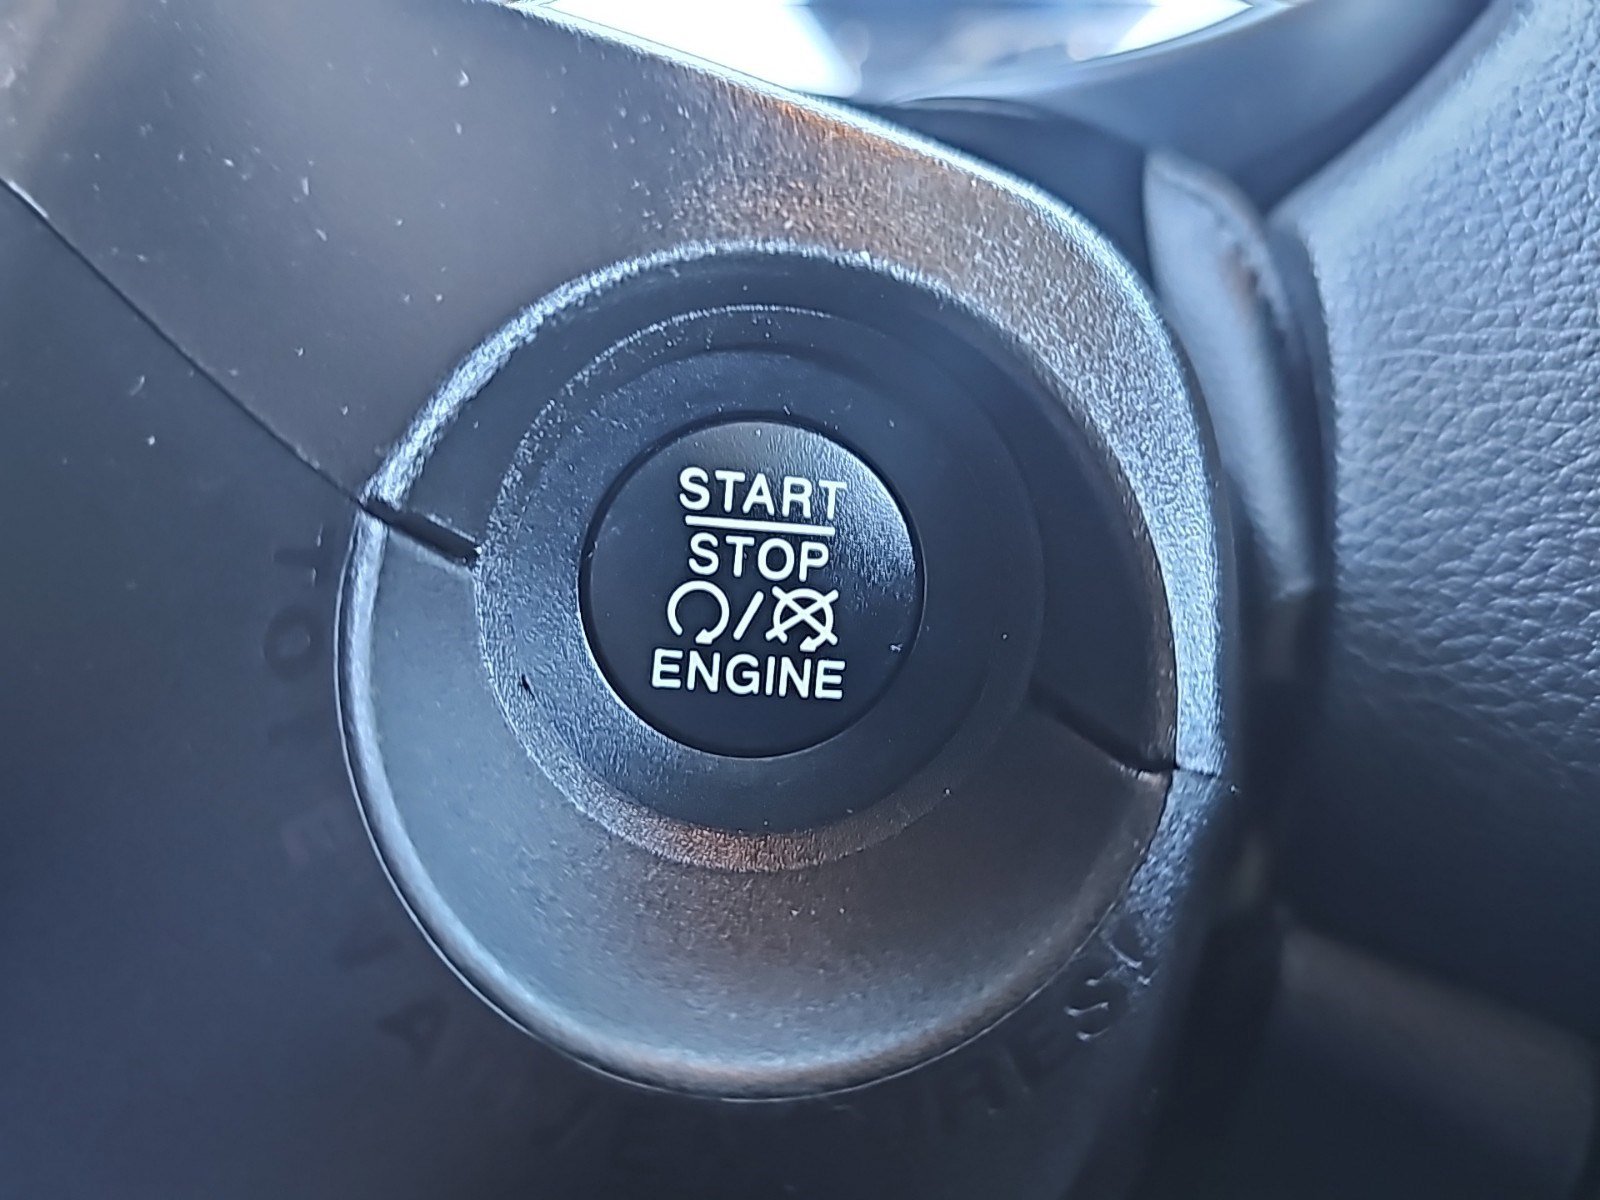 START
STOP
/
ENGINE